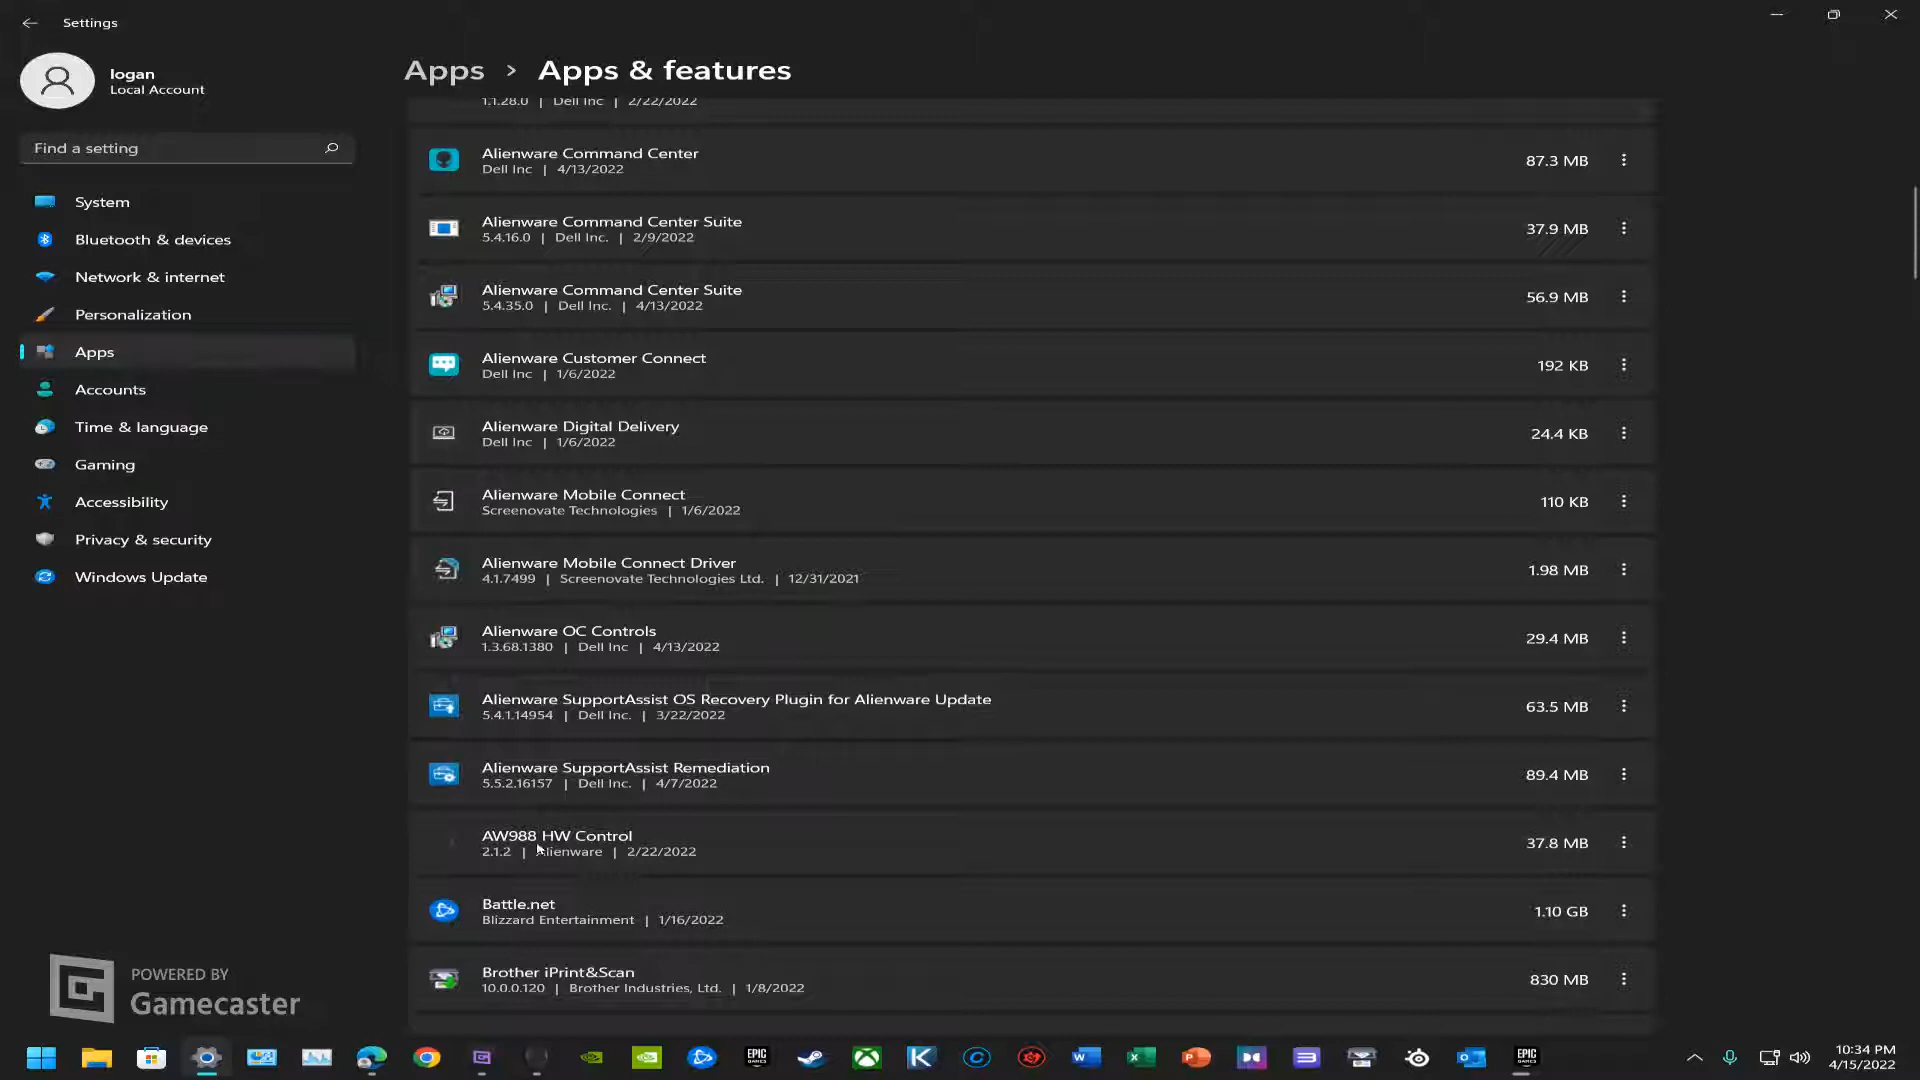 Settings
logan
Local Account
Find a setting
System
Bluetooth & devices
Network & internet
Personalization
Apps
Accounts
Time & language
Gaming
Accessibility
Privacy & security
Windows Update
Apps > Apps & features
1.1.28.0 | Dell Inc | 2/22/2022
Alienware Command Center
Dell Inc | 4/13/2022
87.3 MB
Alienware Command Center Suite
5.4.16.0 | Dell Inc. | 2/9/2022
37.9 MB
Alienware Command Center Suite
5.4.35.0 | Dell Inc. | 4/13/2022
56.9 MB
Alienware Customer Connect
Dell Inc | 1/6/2022
192 KB
Alienware Digital Delivery
Dell Inc | 1/6/2022
24.4 KB
Alienware Mobile Connect
Screenovate Technologies | 1/6/2022
110 KB
Alienware Mobile Connect Driver
4.1.7499 | Screenovate Technologies Ltd. | 12/31/2021
1.98 MB
Alienware OC Controls
1.3.68.1380 | Dell Inc | 4/13/2022
29.4 MB
Alienware SupportAssist OS Recovery Plugin for Alienware Update
5.4.1.14954 | Dell Inc. | 3/22/2022
63.5 MB
Alienware SupportAssist Remediation
5.5.2.16157 | Dell Inc. | 4/7/2022
89.4 MB
AW988 HW Control
2.1.2 | Alienware | 2/22/2022
37.8 MB
Battle.net
Blizzard Entertainment | 1/16/2022
1.10 GB
Brother iPrint&Scan
10.0.0.120 | Brother Industries, Ltd. | 1/8/2022
830 MB
POWERED BY
Gamecaster
EPIC GAMES
EPIC GAMES
10:34 PM
4/15/2022